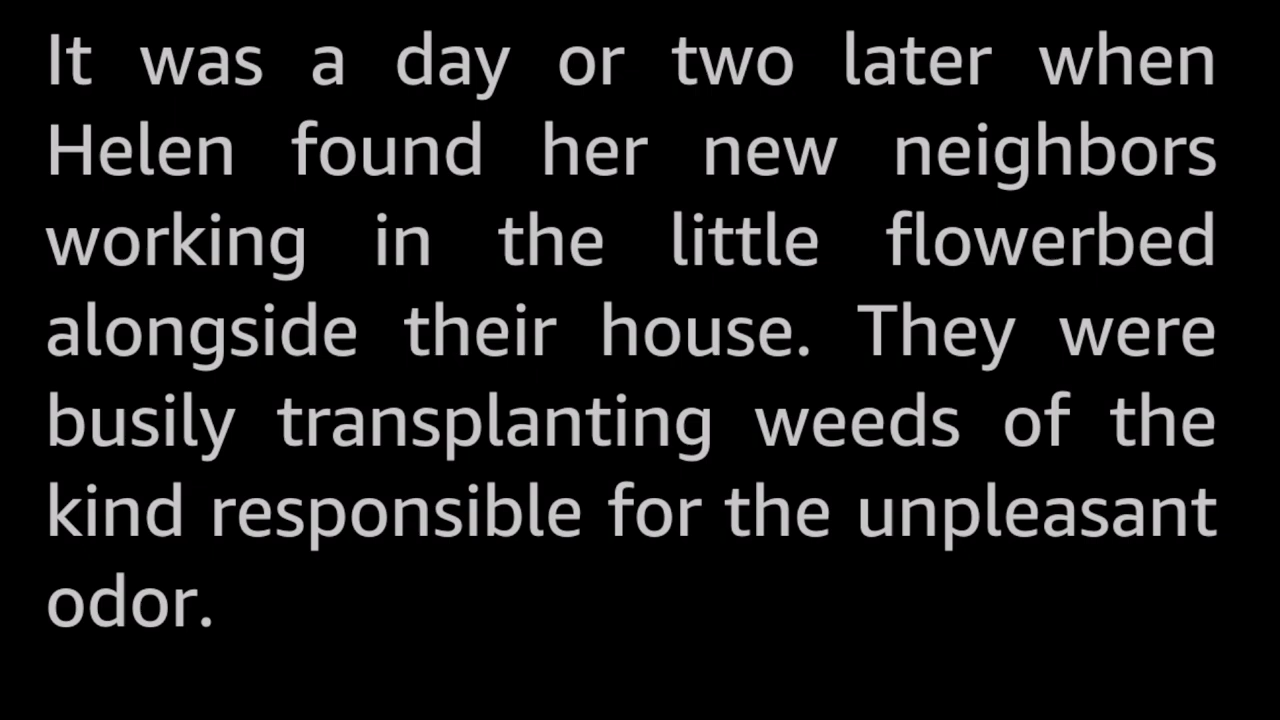 It was a day or two later when
Helen found her new neighbors
working in the little flowerbed
alongside their house. They were
busily transplanting weeds of the
kind responsible for the unpleasant
odor.